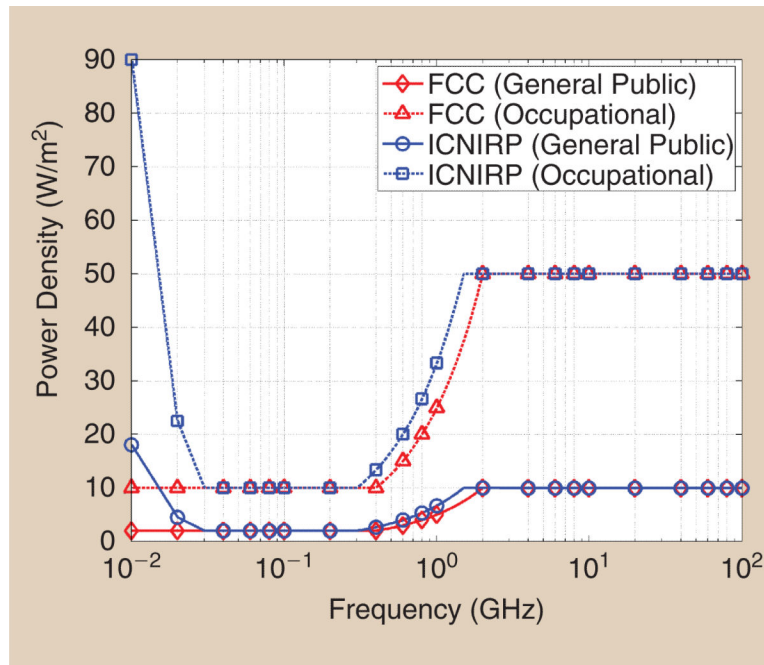 90
80
70
60
50
40
30
20
10
0
Power Density (W/m²)
FCC (General Public)
FCC (Occupational)
ICNIRP (General Public)
ICNIRP (Occupational)
10⁻² 10⁻¹ 10⁰ 10¹ 10²
Frequency (GHz)